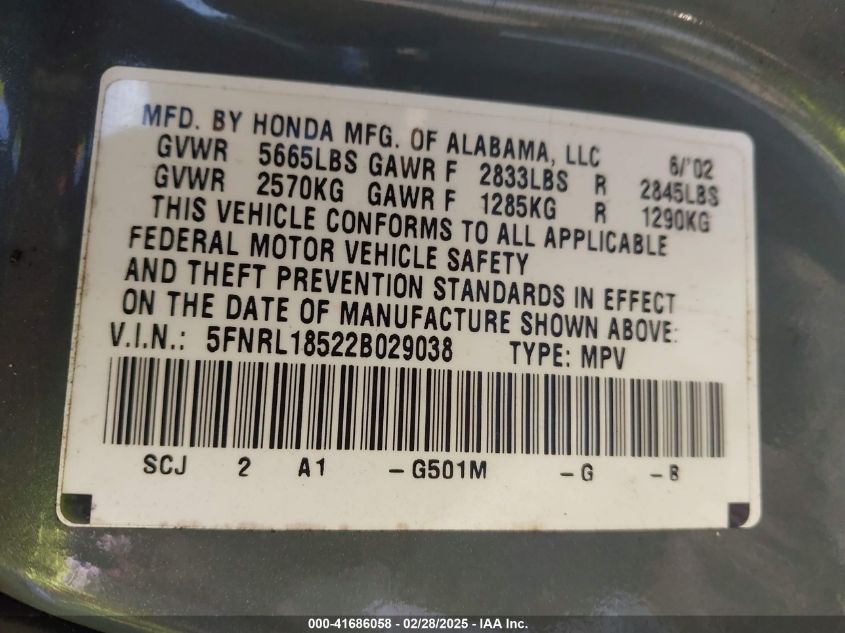 MFD. BY HONDA MFG. OF ALABAMA, LLC 6/'02
GVWR 5665LBS GAWR F 2833LBS R 2845LBS
GVWR 2570KG GAWR F 1285KG R 1290KG
THIS VEHICLE CONFORMS TO ALL APPLICABLE
FEDERAL MOTOR VEHICLE SAFETY
AND THEFT PREVENTION STANDARDS IN EFFECT
ON THE DATE OF MANUFACTURE SHOWN ABOVE:
V.I.N.: 5FNRL18522B029038 TYPE: MPV
SCJ 2 A1 -G501M -G -B
000-41686058 - 02/28/2025 - IAA Inc.